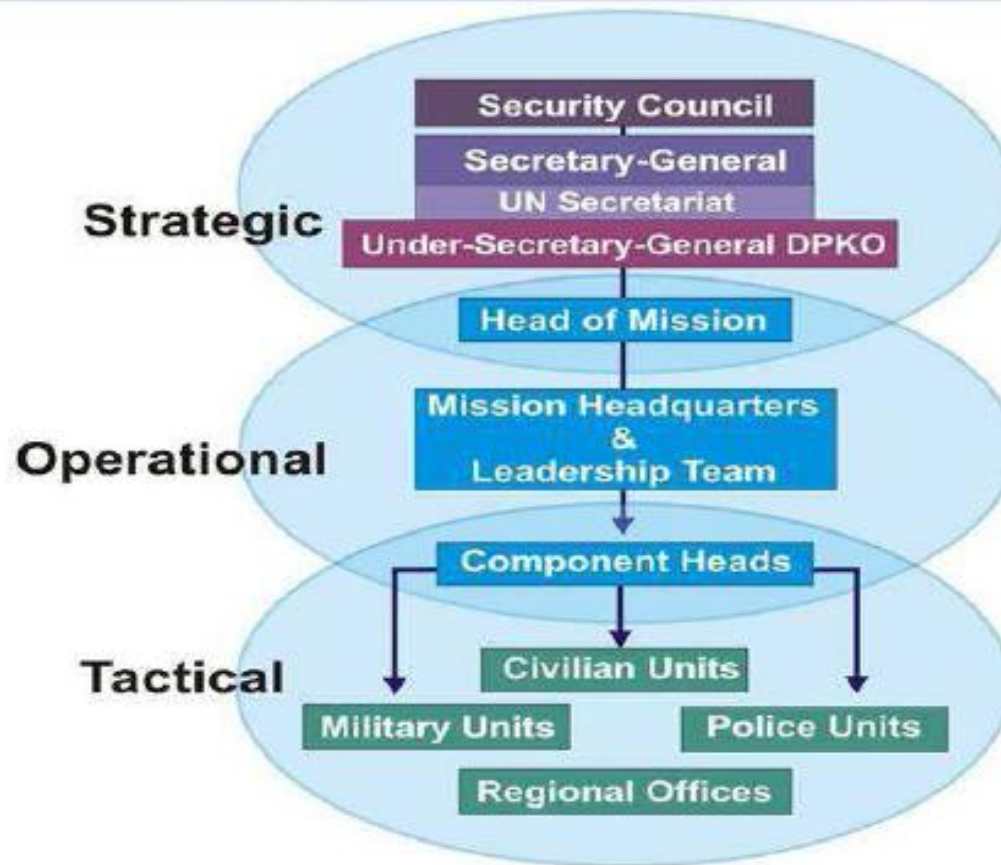 Security Council
Secretary-General
UN Secretariat
Strategic
Under-Secretary-General DPKO
Head of Mission
Mission Headquarters
&
Leadership Team
Operational
Component Heads
Tactical
Civilian Units
Military Units
Police Units
Regional Offices